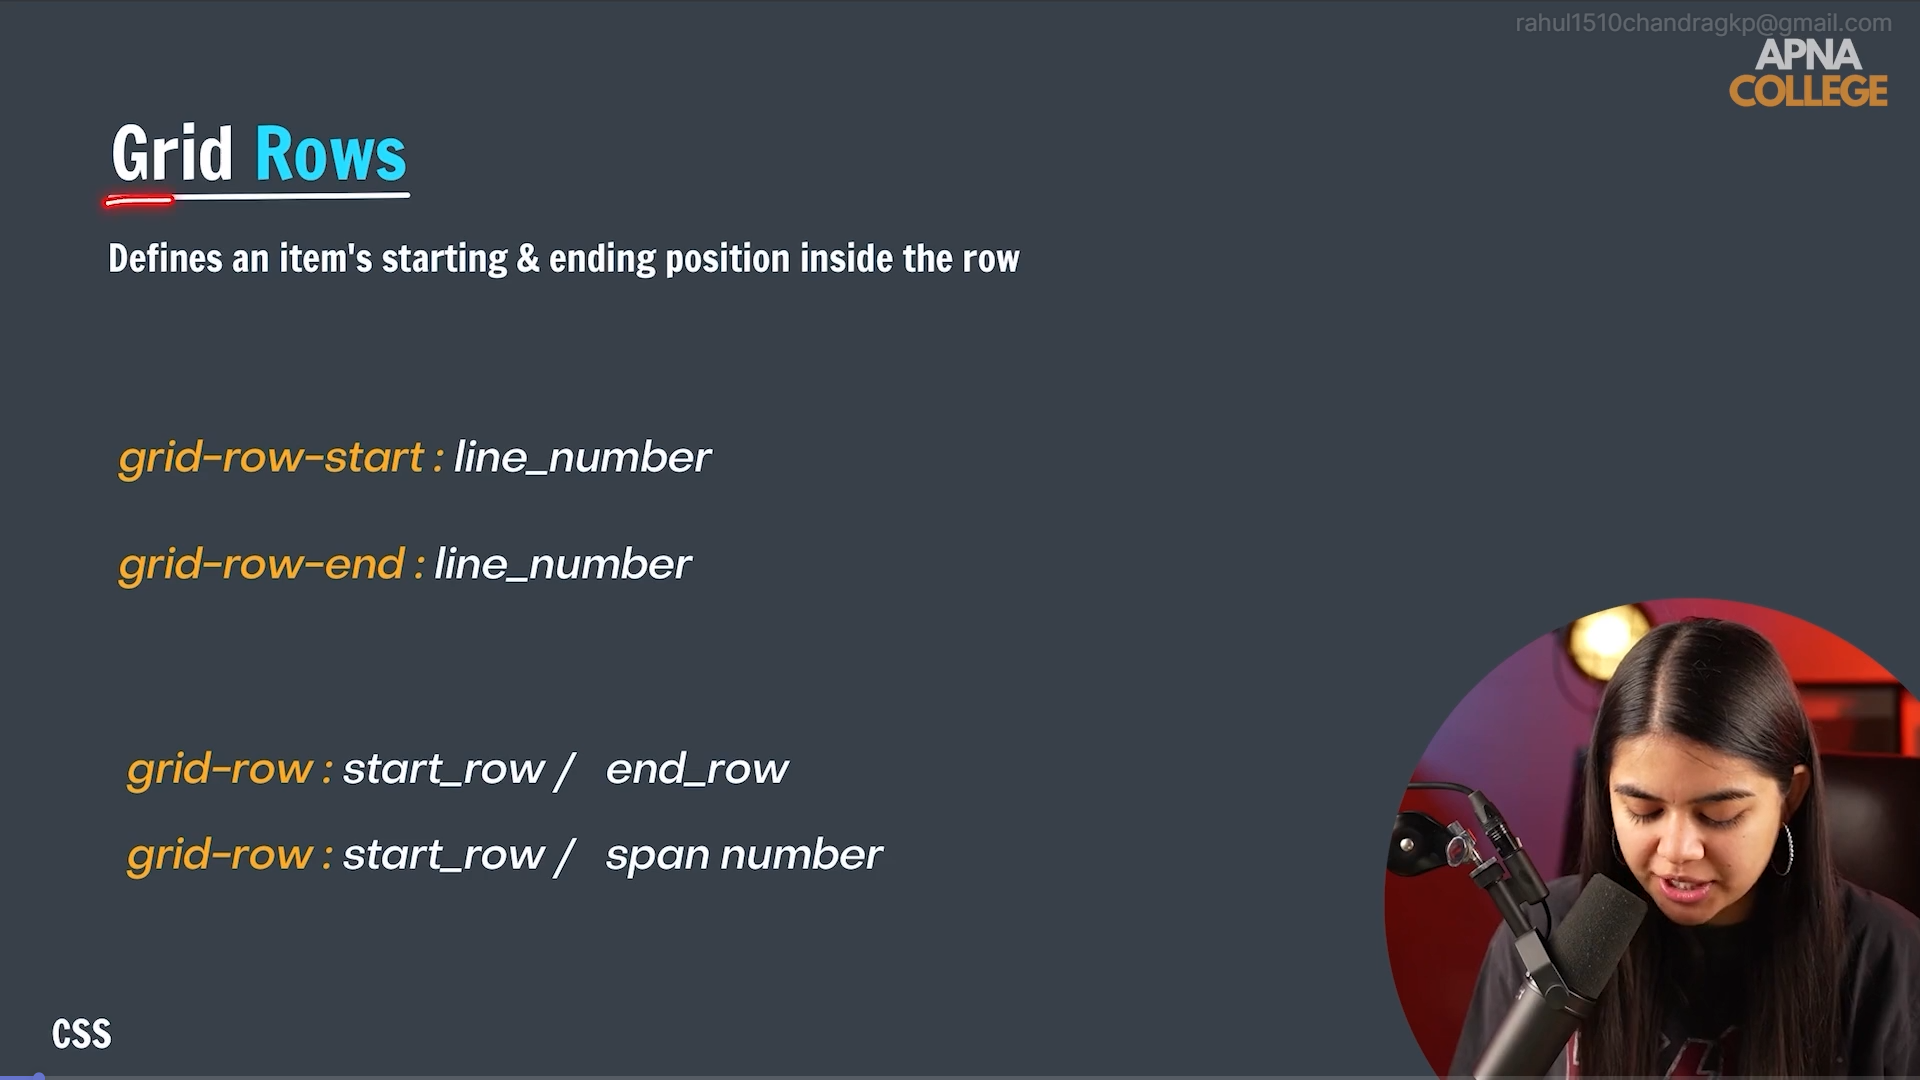 rahul1510chandragkp@gmail.com
APNA
COLLEGE
Grid Rows
Defines an item's starting & ending position inside the row
grid-row-start : line_number
grid-row-end : line_number
grid-row : start_row / end_row
grid-row : start_row / span number
CSS